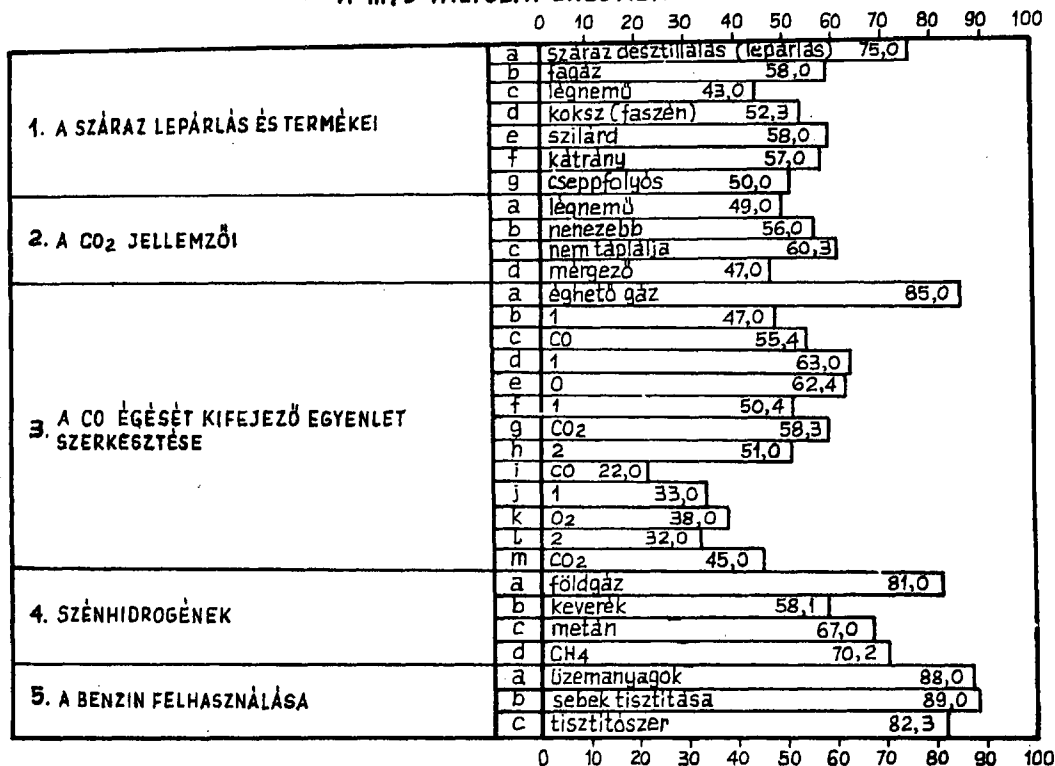 0 10 20 30 40 50 60 70 80 90 100
1. A SZÁRAZ LEPÁRLÁS ÉS TERMÉKEI
a száraz desztillálás (lepárlás) 75,0
b fagáz 58,0
c légnemű 43,0
d koksz (faszén) 52,3
e szilárd 58,0
f kátrány 57,0
g cseppfolyós 50,0
2. A CO2 JELLEMZŐI
a légnemű 49,0
b nehezebb 56,0
c nem táplálja 60,3
d mérgező 47,0
3. A CO ÉGÉSÉT KIFEJEZŐ EGYENLET
SZERKESZTÉSE
a éghető gáz 85,0
b 1 47,0
c CO 55,4
d 1 63,0
e O 62,4
f 1 50,4
g CO2 58,3
h 2 51,0
i CO 22,0
j 1 33,0
k O2 38,0
l 2 32,0
m CO2 45,0
4. SZÉNHIDROGÉNEK
a földgáz 81,0
b keverék 58,1
c metán 67,0
d CH4 70,2
5. A BENZIN FELHASZNÁLÁSA
a üzemanyagok 88,0
b sebek tisztítása 89,0
c tisztítószer 82,3
0 10 20 30 40 50 60 70 80 90 100